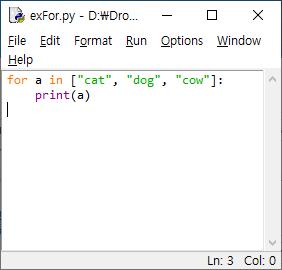 exFor.py - D:₩Dro...
File Edit Format Run Options Window
Help
for a in ["cat", "dog", "cow"]:
    print(a)
Ln: 3 Col: 0